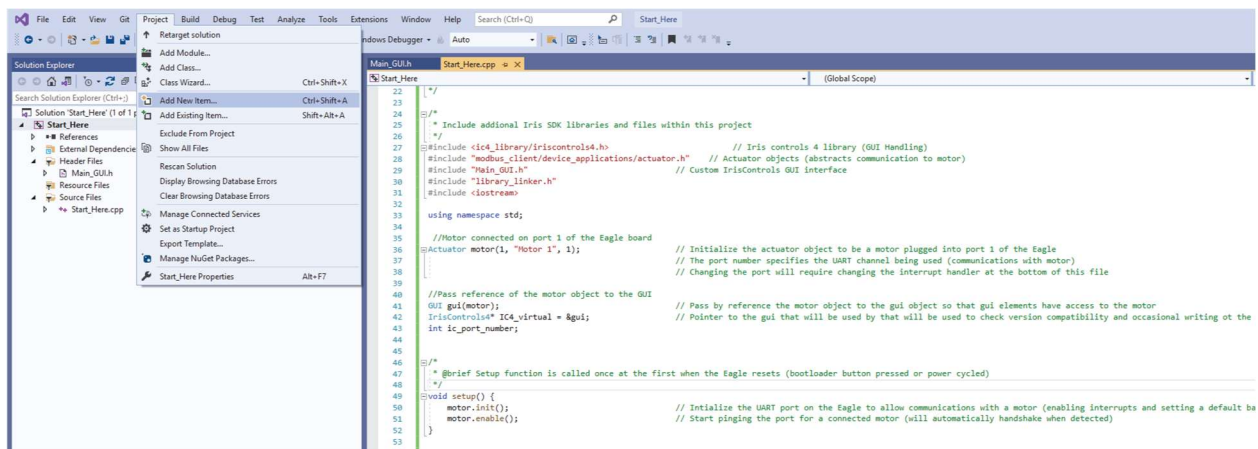 File Edit View Git Project Build Debug Test Analyze Tools Extensions Window Help Search (Ctrl+Q) Start_Here
ndows Debugger Auto
Retarget solution
Add Module...
Add Class...
Class Wizard... Ctrl+Shift+X
Add New Item... Ctrl+Shift+A
Add Existing Item... Shift+Alt+A
Exclude From Project
Show All Files
Rescan Solution
Display Browsing Database Errors
Clear Browsing Database Errors
Manage Connected Services
Set as Startup Project
Export Template...
Manage NuGet Packages...
Start_Here Properties Alt+F7
Solution Explorer
Search Solution Explorer (Ctrl+;)
Solution 'Start_Here' (1 of 1 p
Start_Here
References
External Dependencie
Header Files
Main_GUI.h
Resource Files
Source Files
Start_Here.cpp
Main_GUI.h Start_Here.cpp
Start_Here (Global Scope)
22 */
23
24 /*
25 * Include addional Iris SDK libraries and files within this project
26 */
27 #include <ic4_library/iriscontrols4.h> // Iris controls 4 library (GUI Handling)
28 #include "modbus_client/device_applications/actuator.h" // Actuator objects (abstracts communication to motor)
29 #include "Main_GUI.h" // Custom IrisControls GUI interface
30 #include "library_linker.h"
31 #include <iostream>
32
33 using namespace std;
34
35 //Motor connected on port 1 of the Eagle board
36 Actuator motor(1, "Motor 1", 1); // Initialize the actuator object to be a motor plugged into port 1 of the Eagle
37 // The port number specifies the UART channel being used (communications with motor)
38 // Changing the port will require changing the interrupt handler at the bottom of this file
39
40 //Pass reference of the motor object to the GUI
41 GUI gui(motor); // Pass by reference the motor object to the gui object so that gui elements have access to the motor
42 IrisControls4* IC4_virtual = &gui; // Pointer to the gui that will be used by that will be used to check version compatibility and occasional writing ot the
43 int ic_port_number;
44
45
46 /*
47 * @brief Setup function is called once at the first when the Eagle resets (bootloader button pressed or power cycled)
48 */
49 void setup() {
50 motor.init(); // Intialize the UART port on the Eagle to allow communications with a motor (enabling interrupts and setting a default ba
51 motor.enable(); // Start pinging the port for a connected motor (will automatically handshake when detected)
52 }
53